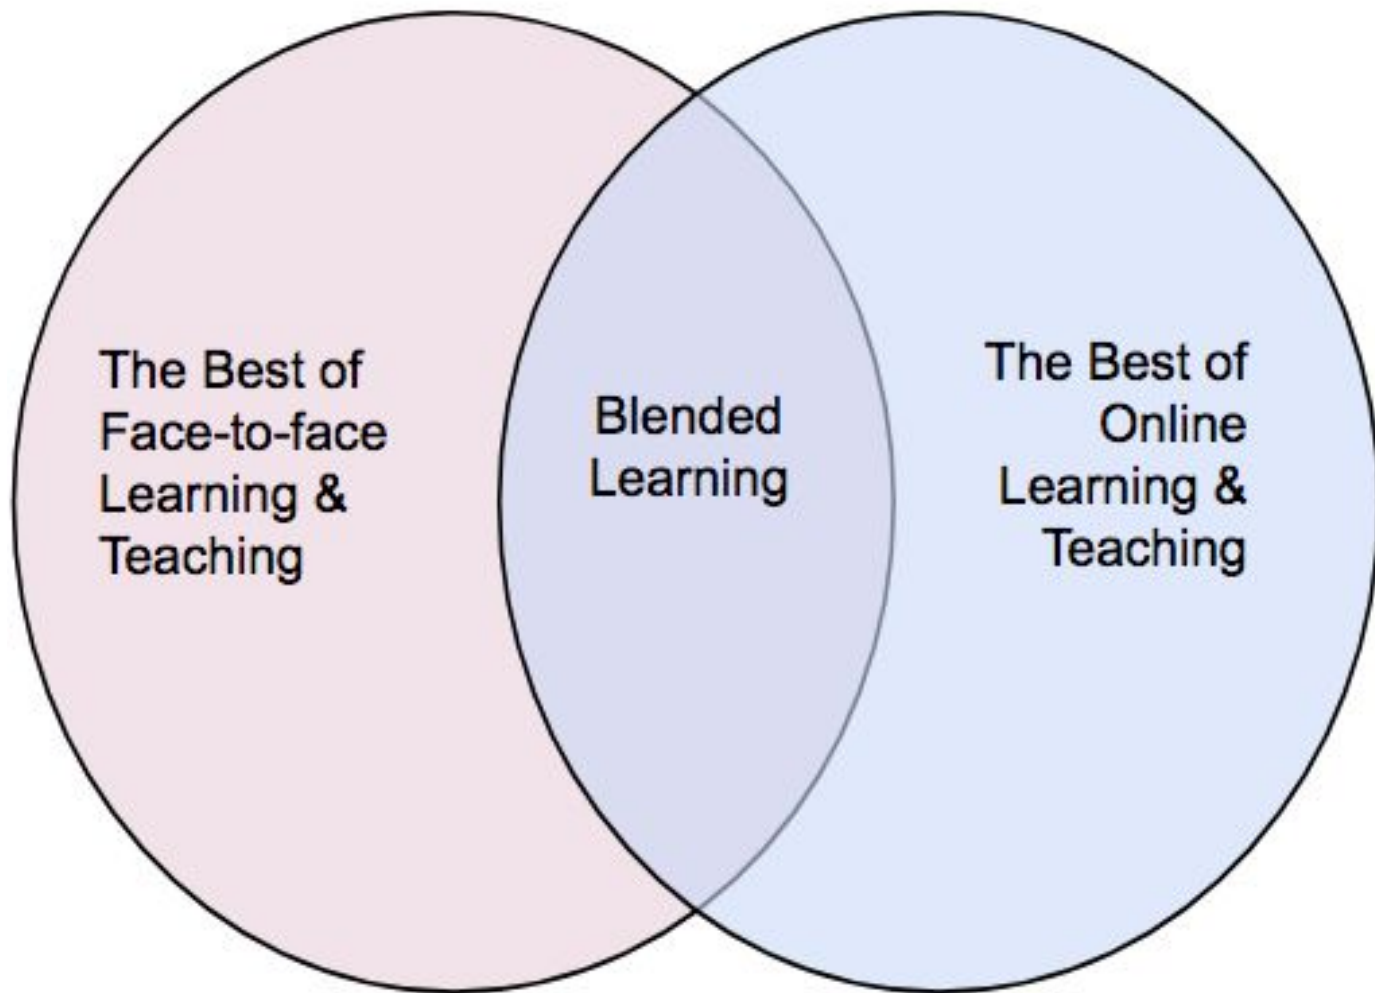 The Best of
Face-to-face
Learning &
Teaching
Blended
Learning
The Best of
Online
Learning &
Teaching